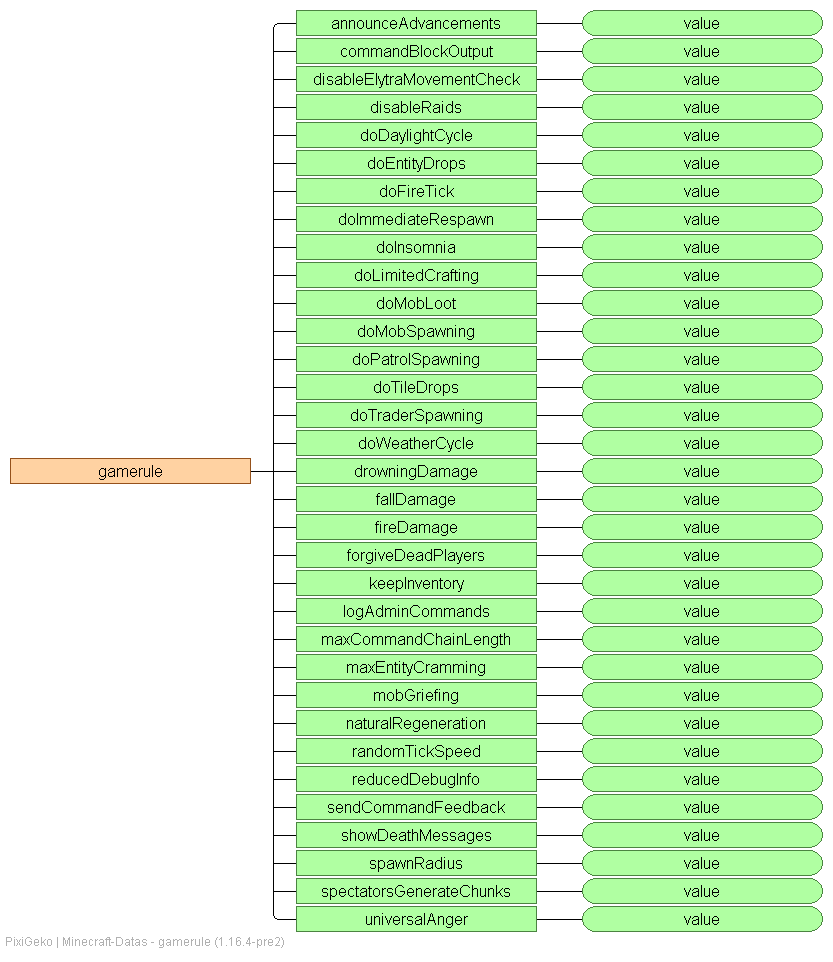 announceAdvancements value
commandBlockOutput value
disableElytraMovementCheck value
disableRaids value
doDaylightCycle value
doEntityDrops value
doFireTick value
doImmediateRespawn value
doInsomnia value
doLimitedCrafting value
doMobLoot value
doMobSpawning value
doPatrolSpawning value
doTileDrops value
doTraderSpawning value
doWeatherCycle value
gamerule drowningDamage value
fallDamage value
fireDamage value
forgiveDeadPlayers value
keepInventory value
logAdminCommands value
maxCommandChainLength value
maxEntityCramming value
mobGriefing value
naturalRegeneration value
randomTickSpeed value
reducedDebugInfo value
sendCommandFeedback value
showDeathMessages value
spawnRadius value
spectatorsGenerateChunks value
universalAnger value
PixiGeko | Minecraft-Datas - gamerule (1.16.4-pre2)